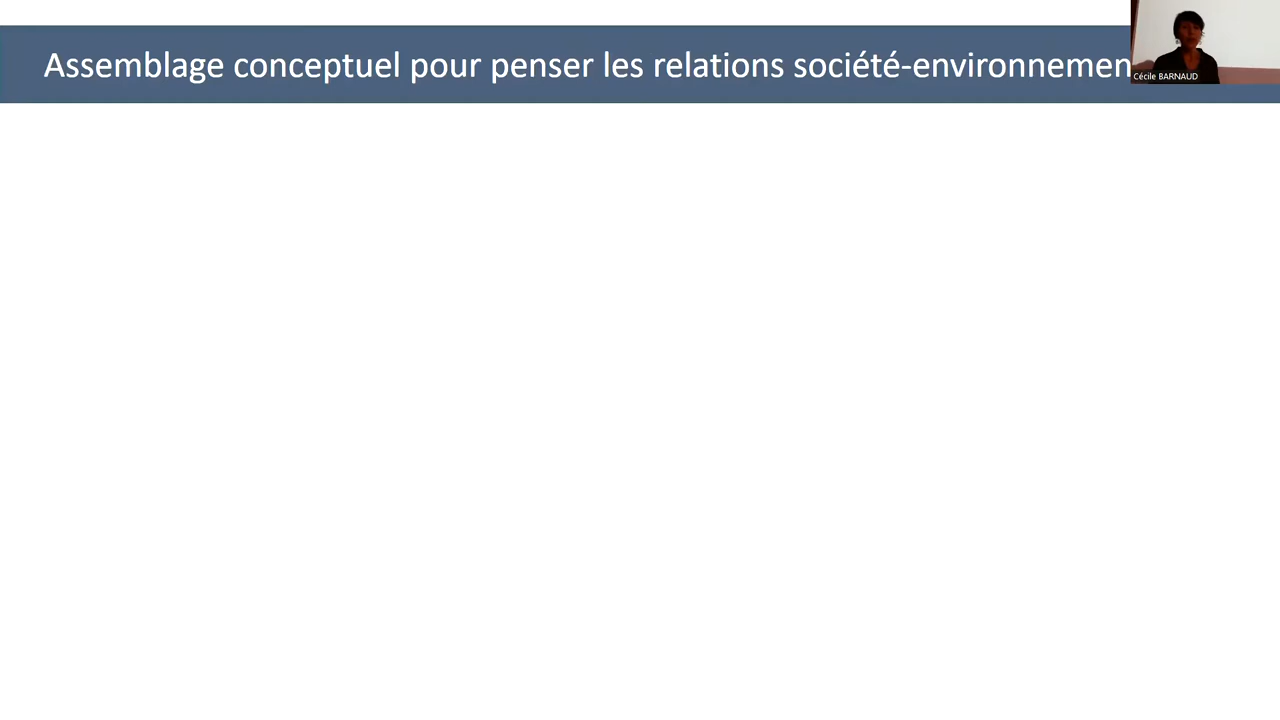 Assemblage conceptuel pour penser les relations société-environnemen
Cécile BARNAUD